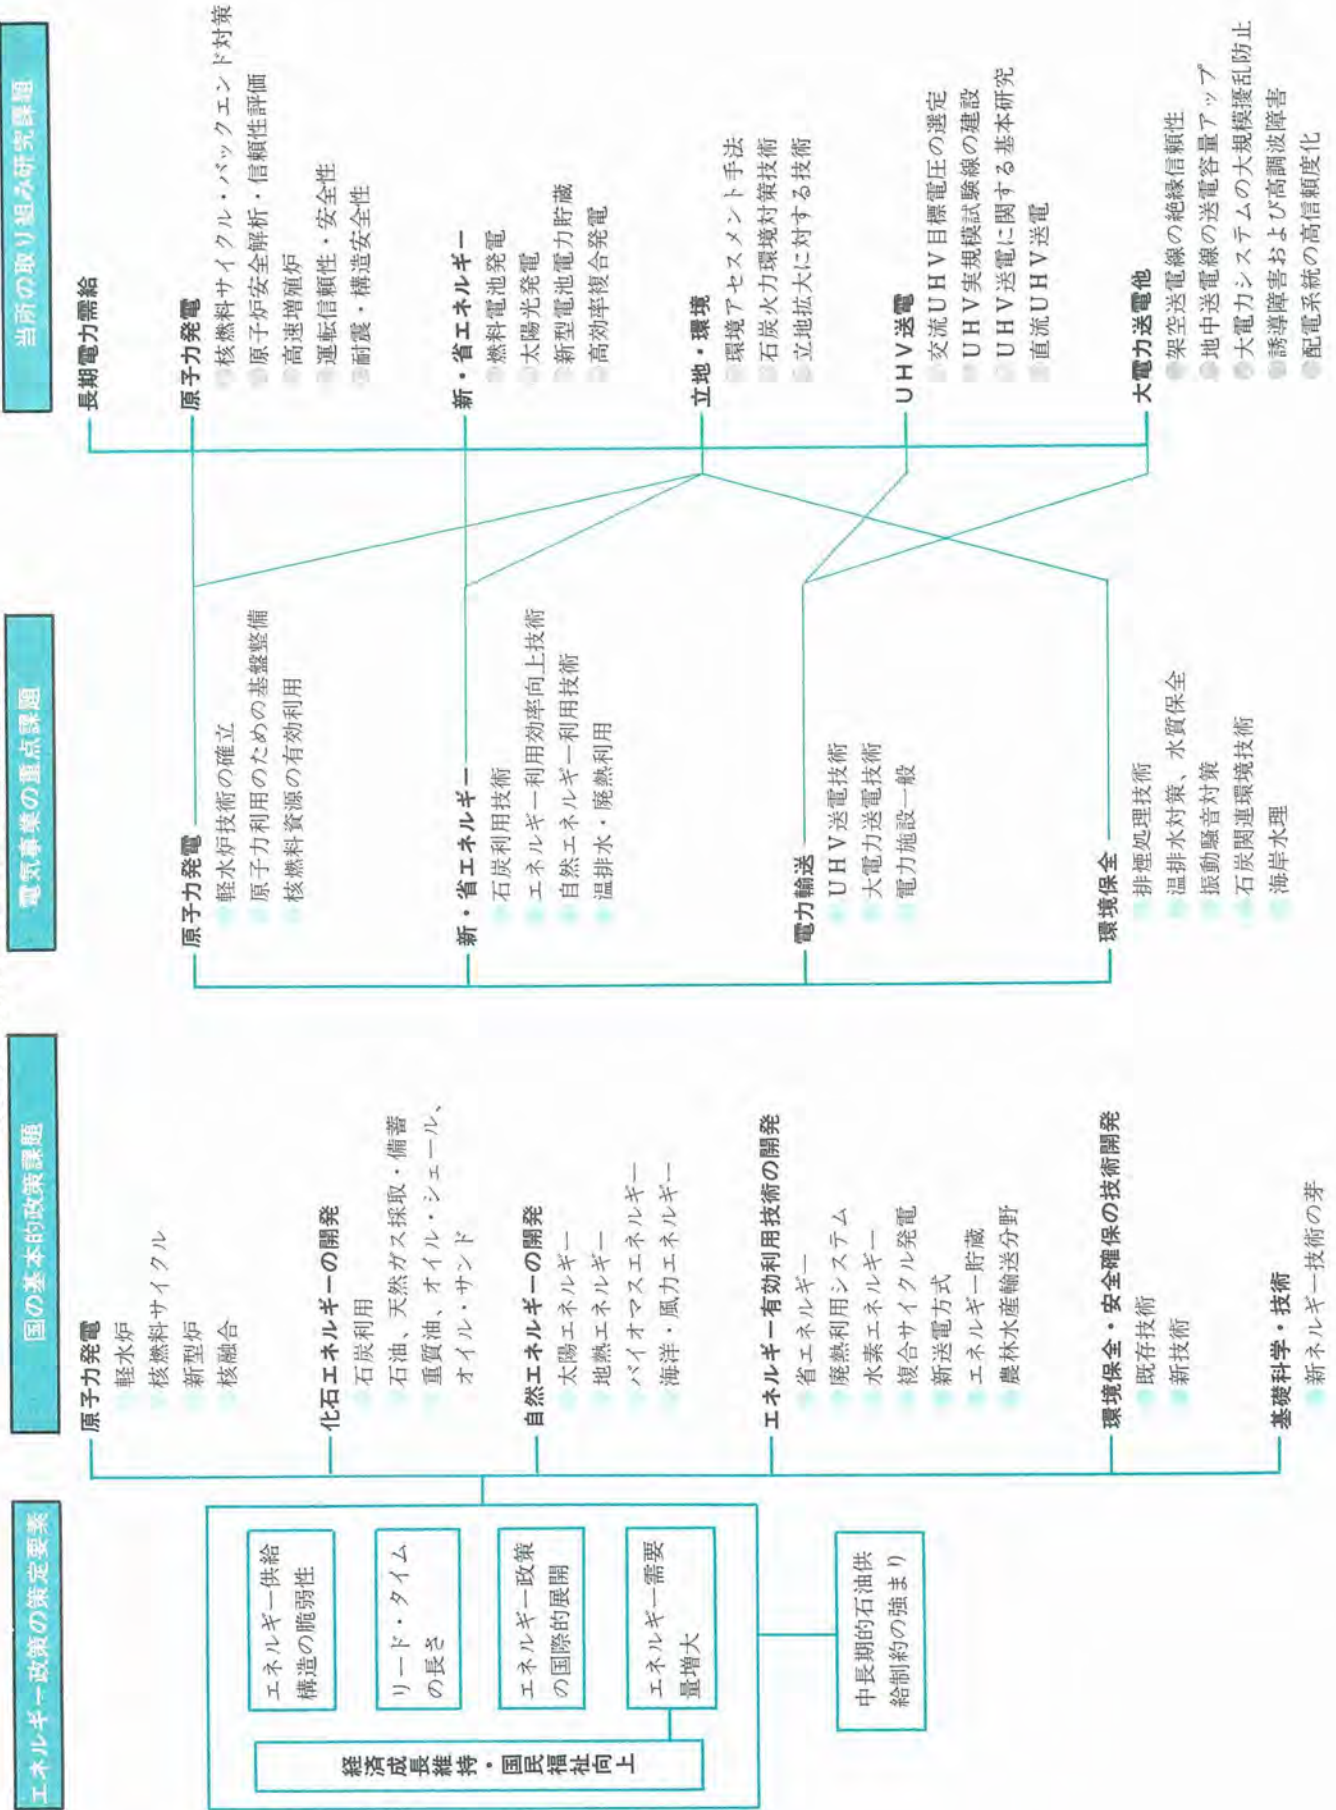 エネルギー政策の策定要素
エネルギー供給
構造の脆弱性
リード・タイム
の長さ
エネルギー政策
の国際的展開
エネルギー需要
量増大
経済成長維持・国民福祉向上
中長期的石油供
給制約の強まり
国の基本的政策課題
原子力発電
軽水炉
核燃料サイクル
新型炉
核融合
化石エネルギーの開発
石炭利用
石油、天然ガス採取・備蓄
重質油、オイル・シェール、
オイル・サンド
自然エネルギーの開発
太陽エネルギー
地熱エネルギー
バイオマスエネルギー
海洋・風力エネルギー
エネルギー有効利用技術の開発
省エネルギー
廃熱利用システム
水素エネルギー
複合サイクル発電
新送電方式
エネルギー貯蔵
農林水産輸送分野
環境保全・安全確保の技術開発
既存技術
新技術
基礎科学・技術
新ネルギー技術の芽
電気事業の重点課題
原子力発電
軽水炉技術の確立
原子力利用のための基盤整備
核燃料資源の有効利用
新・省エネルギー
石炭利用技術
エネルギー利用効率向上技術
自然エネルギー利用技術
温排水・廃熱利用
電力輸送
UHV送電技術
大電力送電技術
電力施設一般
環境保全
排煙処理技術
温排水対策、水質保全
振動騒音対策
石炭関連環境技術
海岸水理
当所の取り組み研究課題
長期電力需給
原子力発電
核燃料サイクル・バックエンド対策
原子炉安全解析・信頼性評価
高速増殖炉
運転信頼性・安全性
耐震・構造安全性
新・省エネルギー
燃料電池発電
太陽光発電
新型電池電力貯蔵
高効率複合発電
立地・環境
環境アセスメント手法
石炭火力環境対策技術
立地拡大に対する技術
UHV送電
交流UHV目標電圧の選定
UHV実規模試験線の建設
UHV送電に関する基本研究
直流UHV送電
大電力送電他
架空送電線の絶縁信頼性
地中送電線の送電容量アップ
大電力システムの大規模擾乱防止
誘導障害および高調波障害
配電系統の高信頼度化